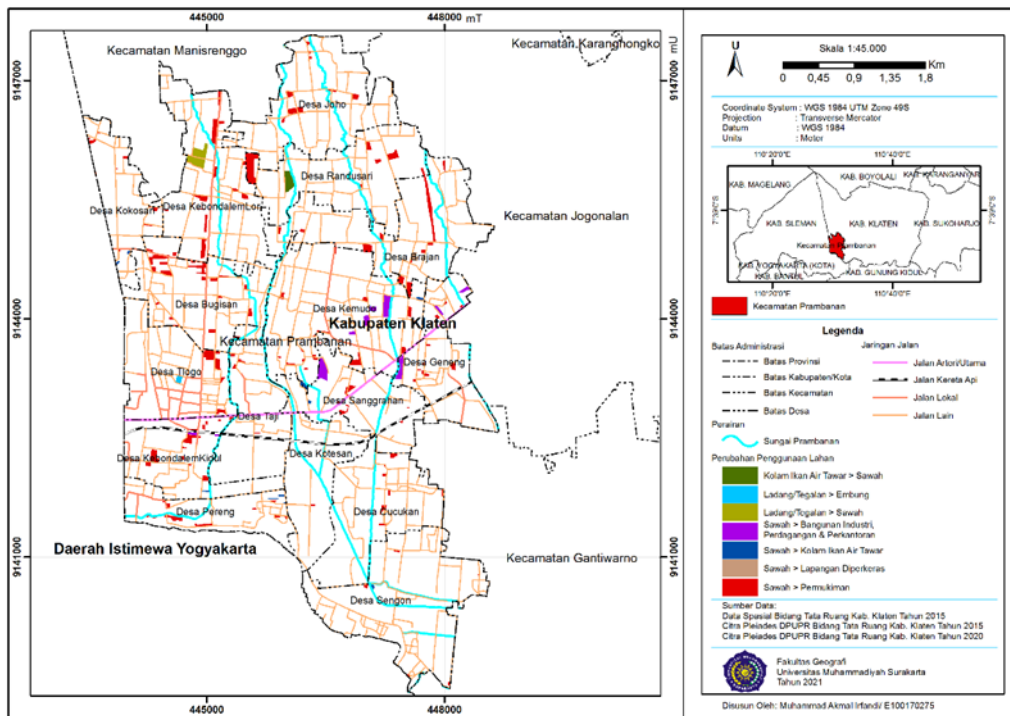 445000
448000
mT
Kecamatan Manisrenggo
Kecamatan Karanghongko
mU
9147000
9147000
Desa Joho
Desa Randusari
Desa Kokosan
Desa KebondalemLor
Kecamatan Jogonalan
Desa Brajan
Desa Bugisan
Desa Kemudo
9144000
9144000
Kabupaten Klaten
Kecamatan Prambanan
Desa Geneng
Desa Tlogo
Desa Sanggrahan
Desa Taji
Desa KebondalemKidul
Desa Kotesan
Desa Pereng
Desa Cucukan
Daerah Istimewa Yogyakarta
Kecamatan Gantiwarno
9141000
9141000
Desa Sengon
445000
448000
U
Skala 1:45.000
Km
0 0,45 0,9 1,35 1,8
Coordinate System : WGS 1984 UTM Zone 49S
Projection : Transverse Mercator
Datum : WGS 1984
Units : Meter
110°20'0"E
110°40'0"E
KAB. MAGELANG
KAB. BOYOLALI
KAB. KARANGANYAR
KAB. SLEMAN
KAB. KLATEN
KAB. SUKOHARJO
Kecamatan Prambanan
KAB. YOGYAKARTA (KOTA)
KAB. BANTUL
KAB. GUNUNG KIDUL
110°20'0"E
110°40'0"E
Kecamatan Prambanan
Legenda
Batas Administrasi
Batas Provinsi
Batas Kabupaten/Kota
Batas Kecamatan
Batas Desa
Jaringan Jalan
Jalan Arteri/Utama
Jalan Kereta Api
Jalan Lokal
Jalan Lain
Perairan
Sungai Prambanan
Perubahan Penggunaan Lahan
Kolam Ikan Air Tawar > Sawah
Ladang/Tegalan > Embung
Ladang/Tegalan > Sawah
Sawah > Bangunan Industri,
Perdagangan & Perkantoran
Sawah > Kolam Ikan Air Tawar
Sawah > Lapangan Diperkeras
Sawah > Permukiman
Sumber Data:
Data Spasial Bidang Tata Ruang Kab. Klaten Tahun 2015
Citra Pleiades DPUPR Bidang Tata Ruang Kab. Klaten Tahun 2015
Citra Pleiades DPUPR Bidang Tata Ruang Kab. Klaten Tahun 2020
Fakultas Geografi
Universitas Muhammadiyah Surakarta
Tahun 2021
Disusun Oleh: Muhammad Akmal Irfandi/ E100170275